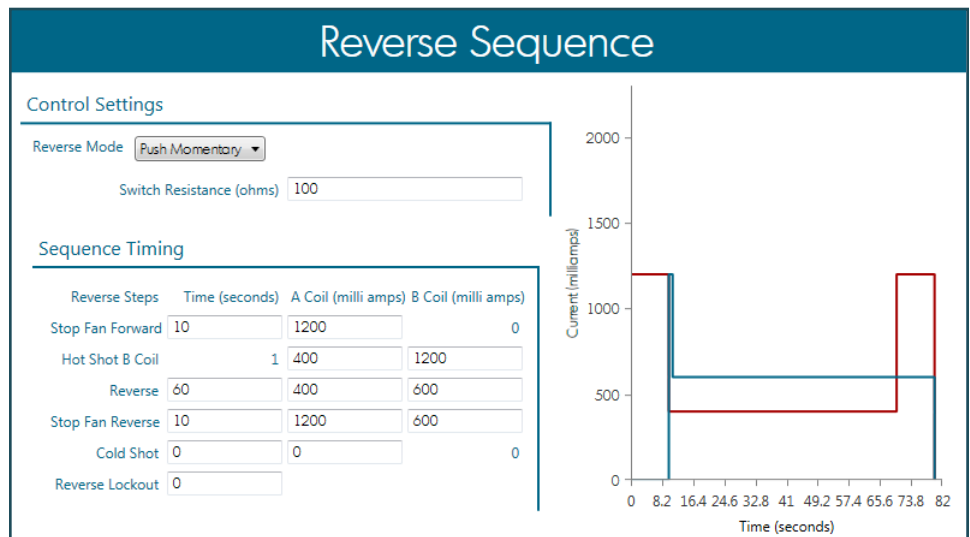 Reverse Sequence
Control Settings
Reverse Mode Push Momentary
Switch Resistance (ohms) 100
Sequence Timing
Reverse Steps Time (seconds) A Coil (milli amps) B Coil (milli amps)
Stop Fan Forward 10 1200 0
Hot Shot B Coil 1 400 1200
Reverse 60 400 600
Stop Fan Reverse 10 1200 600
Cold Shot 0 0 0
Reverse Lockout 0
Current (milliamps)
2000
1500
1000
500
0
0 8.2 16.4 24.6 32.8 41 49.2 57.4 65.6 73.8 82
Time (seconds)